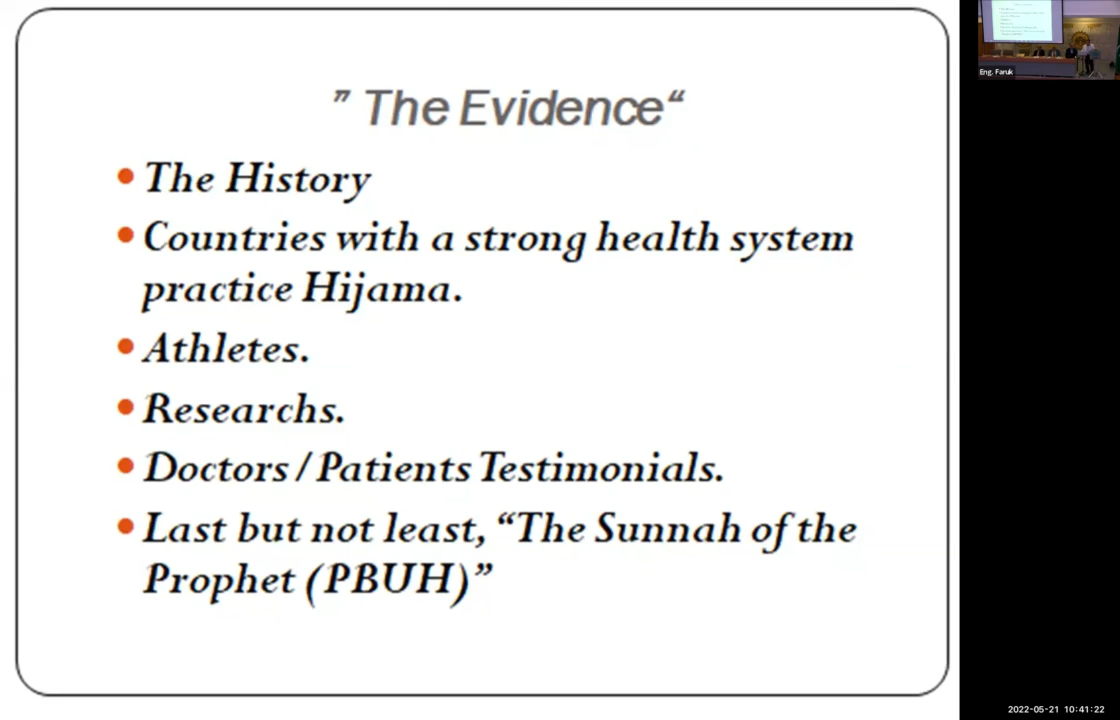 ” The Evidence“
• The History
• Countries with a strong health system
practice Hijama.
• Athletes.
• Researchs.
• Doctors / Patients Testimonials.
• Last but not least, “The Sunnah of the
Prophet (PBUH)”
Eng. Faruk
2022-05-21 10:41:22